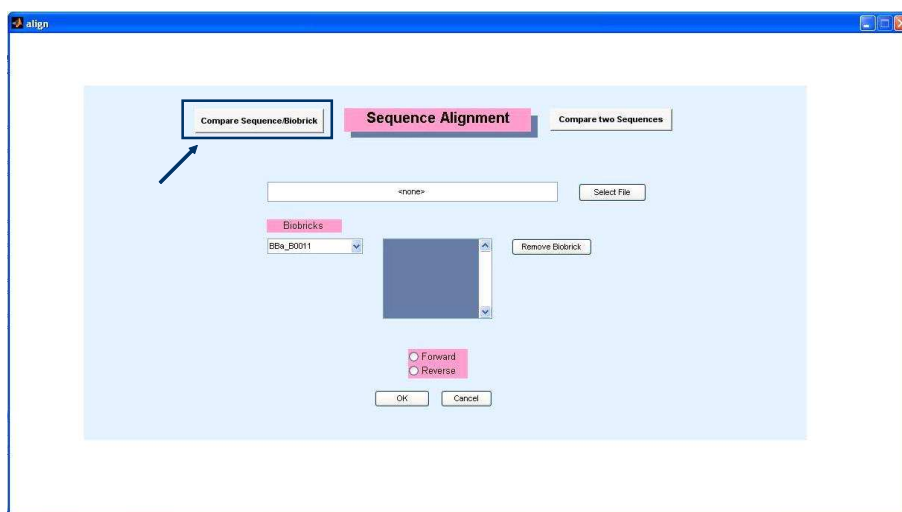 align
Compare Sequence/Biobrick
Sequence Alignment
Compare two Sequences
<none>
Select File
Biobricks
BBa_B0011
Remove Biobrick
Forward
Reverse
OK
Cancel